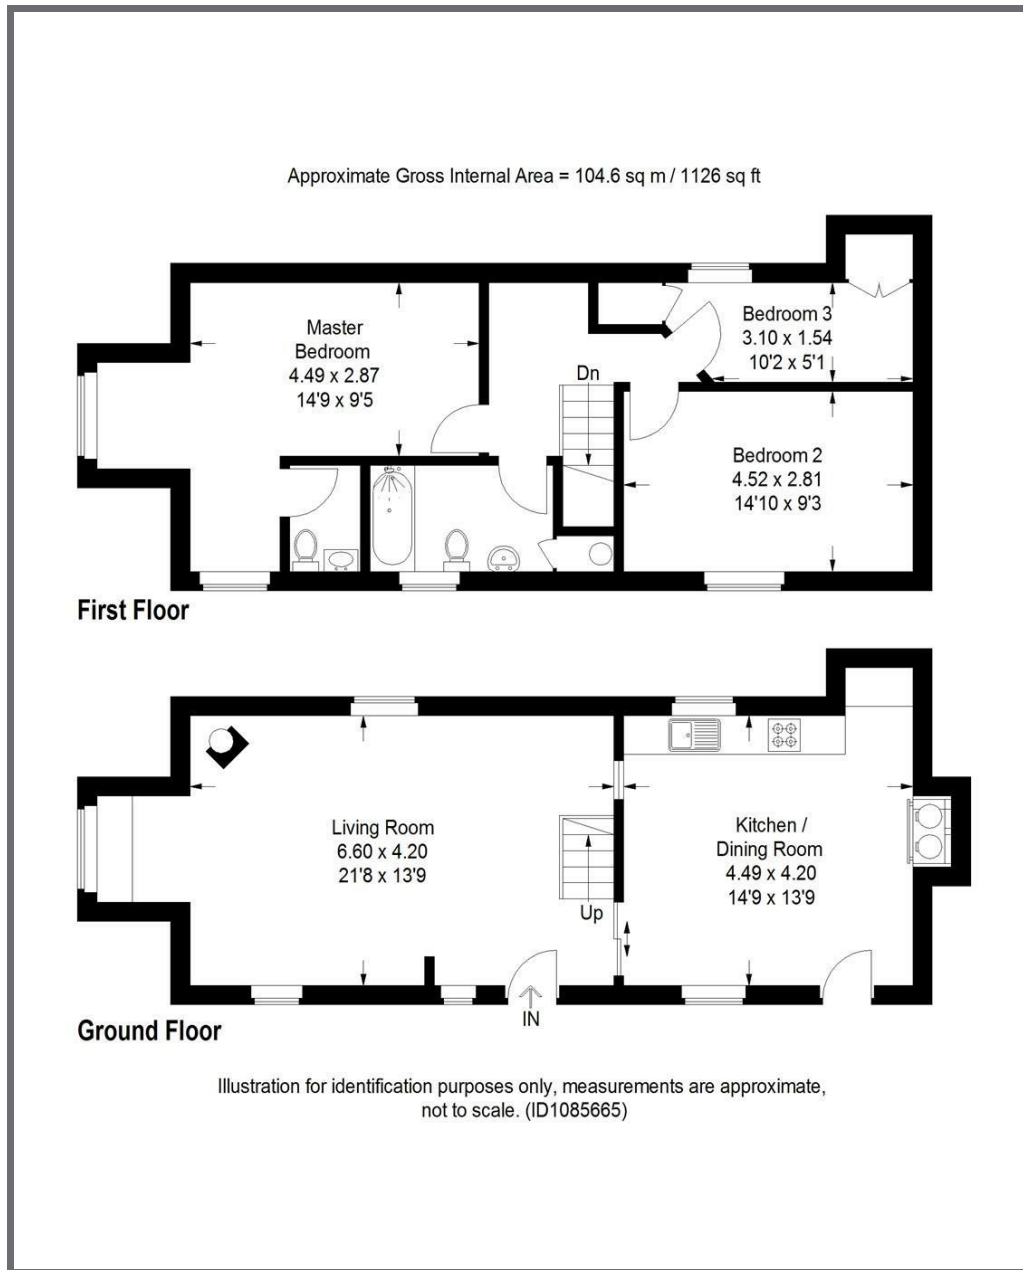 Approximate Gross Internal Area = 104.6 sq m / 1126 sq ft
Master
Bedroom
4.49 x 2.87
14'9 x 9'5
Dn
Bedroom 3
3.10 x 1.54
10'2 x 5'1
Bedroom 2
4.52 x 2.81
14'10 x 9'3
First Floor
Living Room
6.60 x 4.20
21'8 x 13'9
Up
Kitchen /
Dining Room
4.49 x 4.20
14'9 x 13'9
IN
Ground Floor
Illustration for identification purposes only, measurements are approximate,
not to scale. (ID1085665)